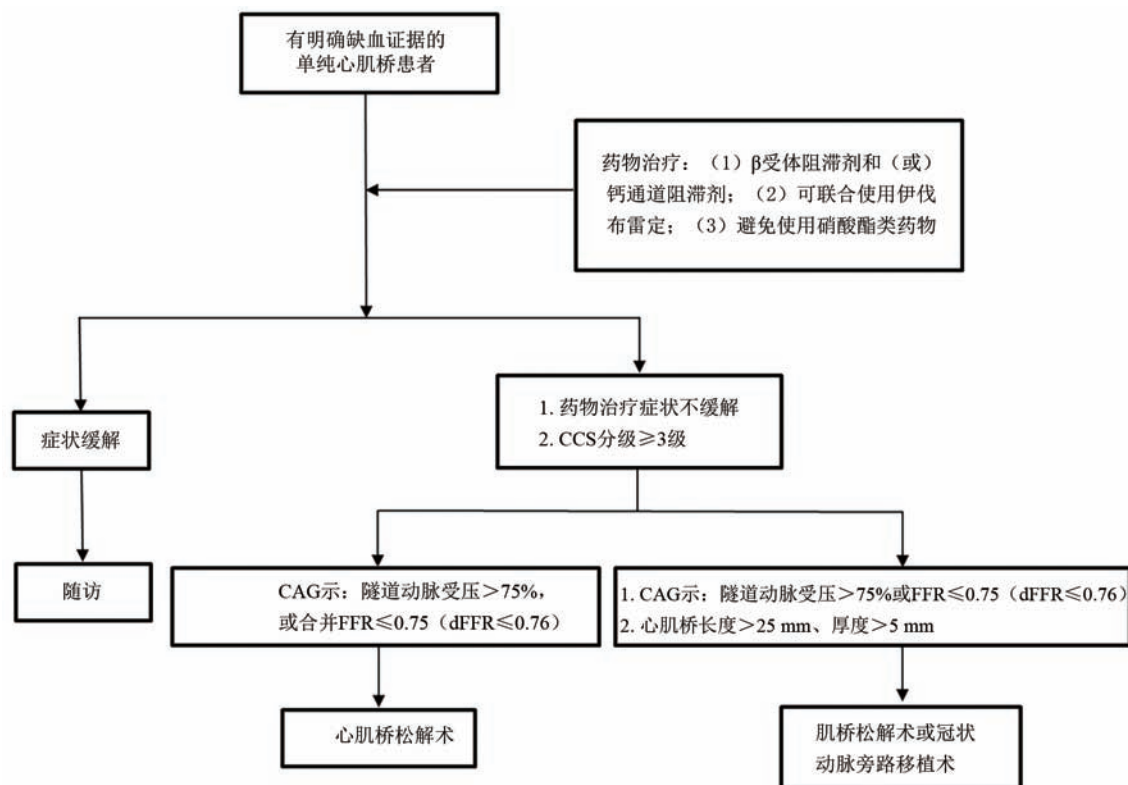 有明确缺血证据的
单纯心肌桥患者
药物治疗：（1）β受体阻滞剂和（或）
钙通道阻滞剂；（2）可联合使用伊伐
布雷定；（3）避免使用硝酸酯类药物
症状缓解
1. 药物治疗症状不缓解
2. CCS分级≥3级
随访
CAG示：隧道动脉受压＞75%，
或合并FFR≤0.75（dFFR≤0.76）
1. CAG示：隧道动脉受压＞75%或FFR≤0.75（dFFR≤0.76）
2. 心肌桥长度＞25 mm、厚度＞5 mm
心肌桥松解术
肌桥松解术或冠状
动脉旁路移植术